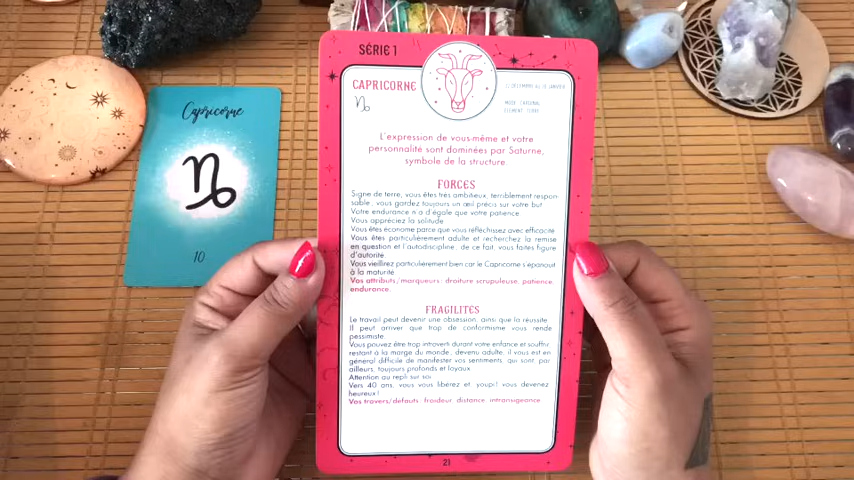 SÉRIE 1
CAPRICORNE
22 DÉCEMBRE AU 19 JANVIER
MODE : CARDINAL
ÉLÉMENT : TERRE
L'expression de vous-même et votre
personnalité sont dominées par Saturne,
symbole de la structure.
FORCES
Signe de terre, vous êtes très ambitieux, terriblement respon
sable, vous gardez toujours un œil précis sur votre but.
Votre endurance n'a d'égale que votre patience.
Vous appréciez la solitude.
Vous êtes économe parce que vous réfléchissez avec efficacité.
Vous êtes particulièrement adulte et recherchez la remise
en question et l'autodiscipline, de ce fait, vous faites figure
d'autorité.
Vous vieillirez particulièrement bien car le Capricorne s'épanouit
à la maturité.
Vos attributs/marqueurs : droiture scrupuleuse, patience,
endurance.
FRAGILITÉS
Le travail peut devenir une obsession, ainsi que la réussite.
Il peut arriver que trop de conformisme vous rende
pessimiste.
Vous pouvez être trop introverti durant votre enfance et souffrir
restant à la marge du monde, devenu adulte, il vous est en
général difficile de manifester vos sentiments, qui sont, par
ailleurs, toujours profonds et loyaux.
Attention au repli sur soi.
Vers 40 ans, vous vous libérez et, youpi ! vous devenez
heureux !
Vos travers/défauts : froideur, distance, intransigeance.
21
Capricorne
10